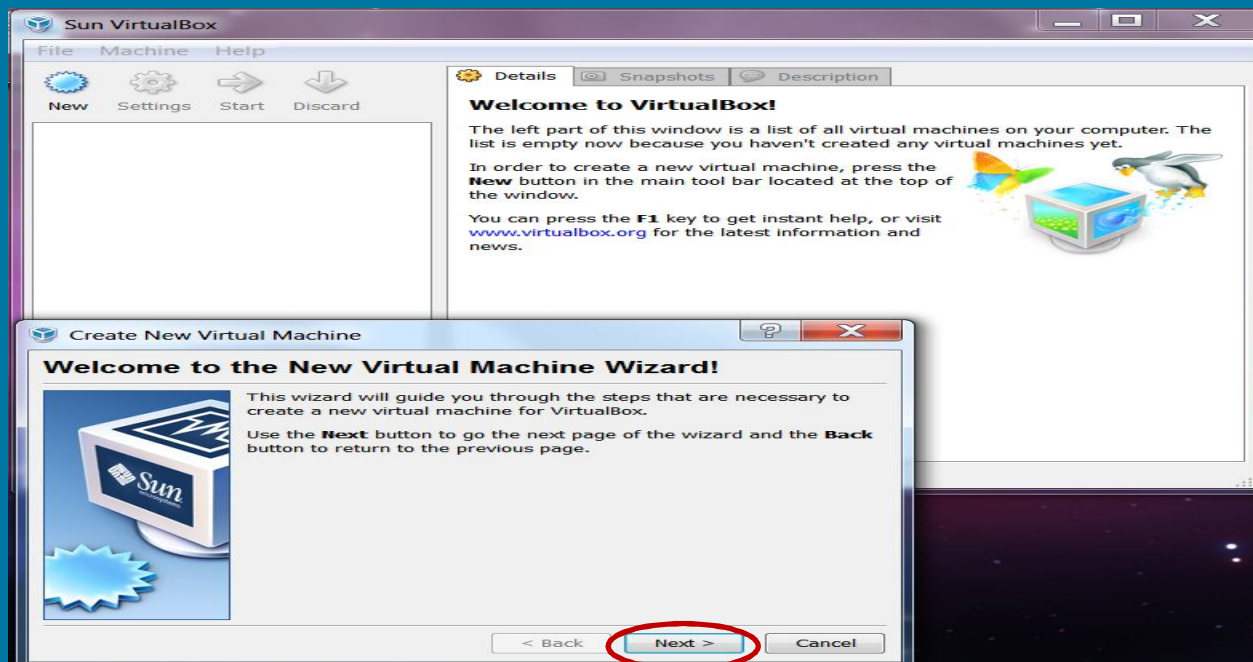 Sun VirtualBox
File Machine Help
New Settings Start Discard
Details Snapshots Description
Welcome to VirtualBox!
The left part of this window is a list of all virtual machines on your computer. The
list is empty now because you haven't created any virtual machines yet.
In order to create a new virtual machine, press the
New button in the main tool bar located at the top of
the window.
You can press the F1 key to get instant help, or visit
www.virtualbox.org for the latest information and
news.
Create New Virtual Machine
Welcome to the New Virtual Machine Wizard!
This wizard will guide you through the steps that are necessary to
create a new virtual machine for VirtualBox.
Use the Next button to go the next page of the wizard and the Back
button to return to the previous page.
Sun
microsystems
< Back Next > Cancel